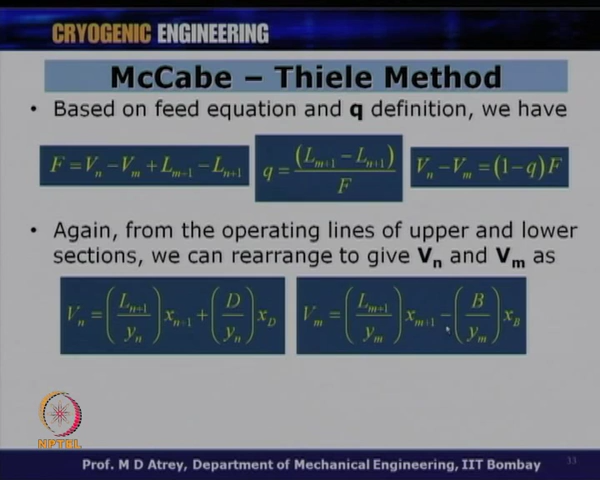 CRYOGENIC ENGINEERING
McCabe – Thiele Method
• Based on feed equation and q definition, we have
F = V_n − V_m + L_{m+1} − L_{n+1}
q = (L_{m+1} − L_{n+1}) / F
V_n − V_m = (1 − q) F
• Again, from the operating lines of upper and lower
sections, we can rearrange to give V_n and V_m as
V_n = (L_{n+1} / y_n) x_{n+1} + (D / y_n) x_D
V_m = (L_{m+1} / y_m) x_{m+1} − (B / y_m) x_B
NPTEL
Prof. M D Atrey, Department of Mechanical Engineering, IIT Bombay
33